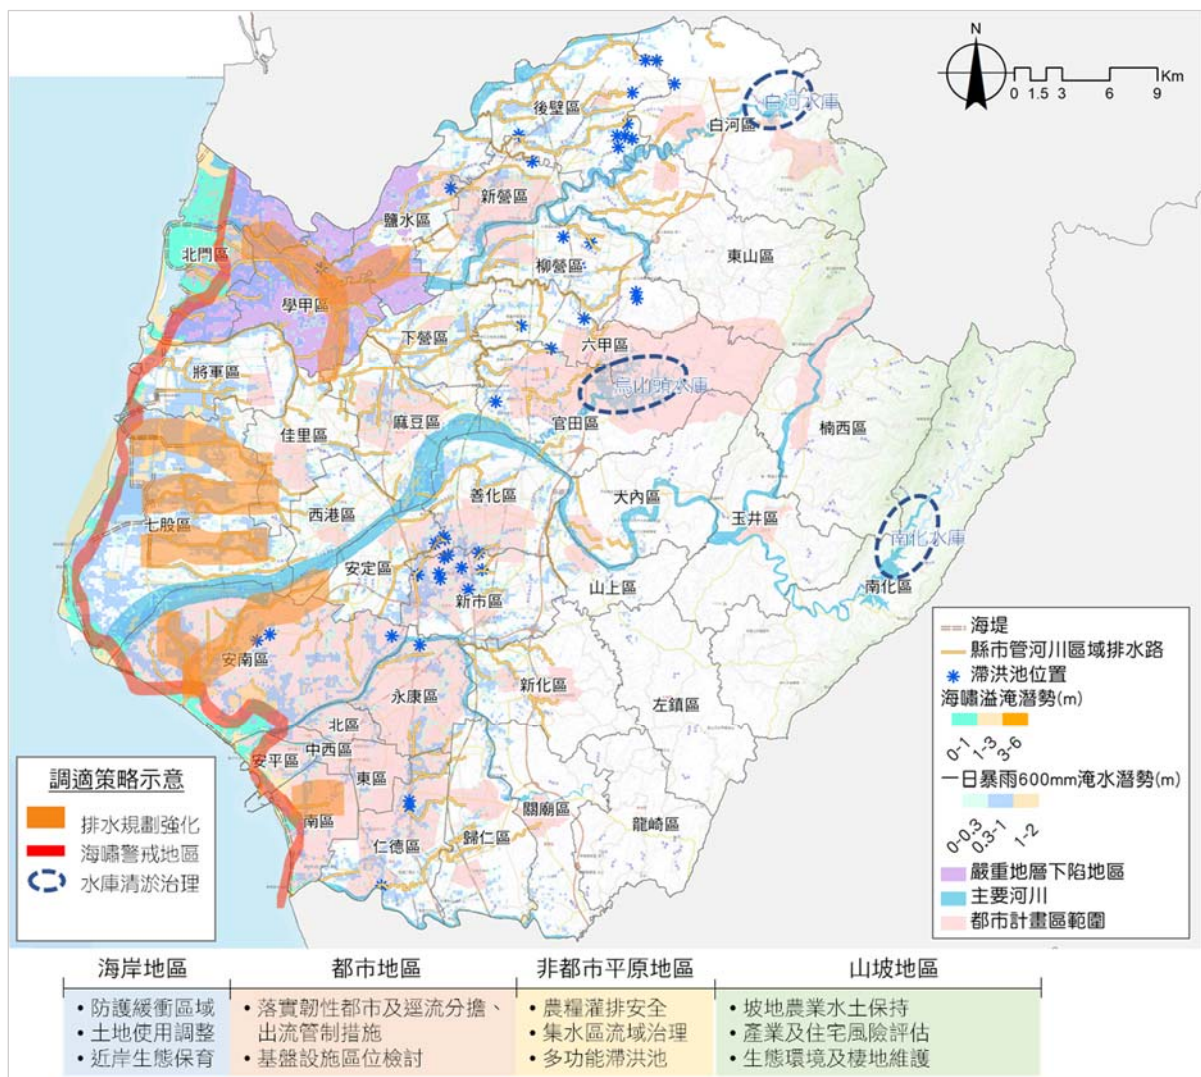 N
Km
0 1.5 3 6 9
白河水庫
後壁區
白河區
新營區
鹽水區
北門區
東山區
柳營區
學甲區
下營區
六甲區
將軍區
烏山頭水庫
佳里區
麻豆區
官田區
楠西區
善化區
大內區
西港區
玉井區
七股區
南化水庫
安定區
山上區
南化區
新市區
安南區
新化區
永康區
左鎮區
北區
中西區
安平區
東區
關廟區
南區
龍崎區
歸仁區
仁德區
海堤
縣市管河川區域排水路
滯洪池位置
海嘯溢淹潛勢(m)
0-1
1-3
3-6
一日暴雨600mm淹水潛勢(m)
0-0.3
0.3-1
1-2
嚴重地層下陷地區
主要河川
都市計畫區範圍
調適策略示意
排水規劃強化
海嘯警戒地區
水庫清淤治理
海岸地區
• 防護緩衝區域
• 土地使用調整
• 近岸生態保育
都市地區
• 落實韌性都市及逕流分擔、
出流管制措施
• 基盤設施區位檢討
非都市平原地區
• 農糧灌排安全
• 集水區流域治理
• 多功能滯洪池
山坡地區
• 坡地農業水土保持
• 產業及住宅風險評估
• 生態環境及棲地維護